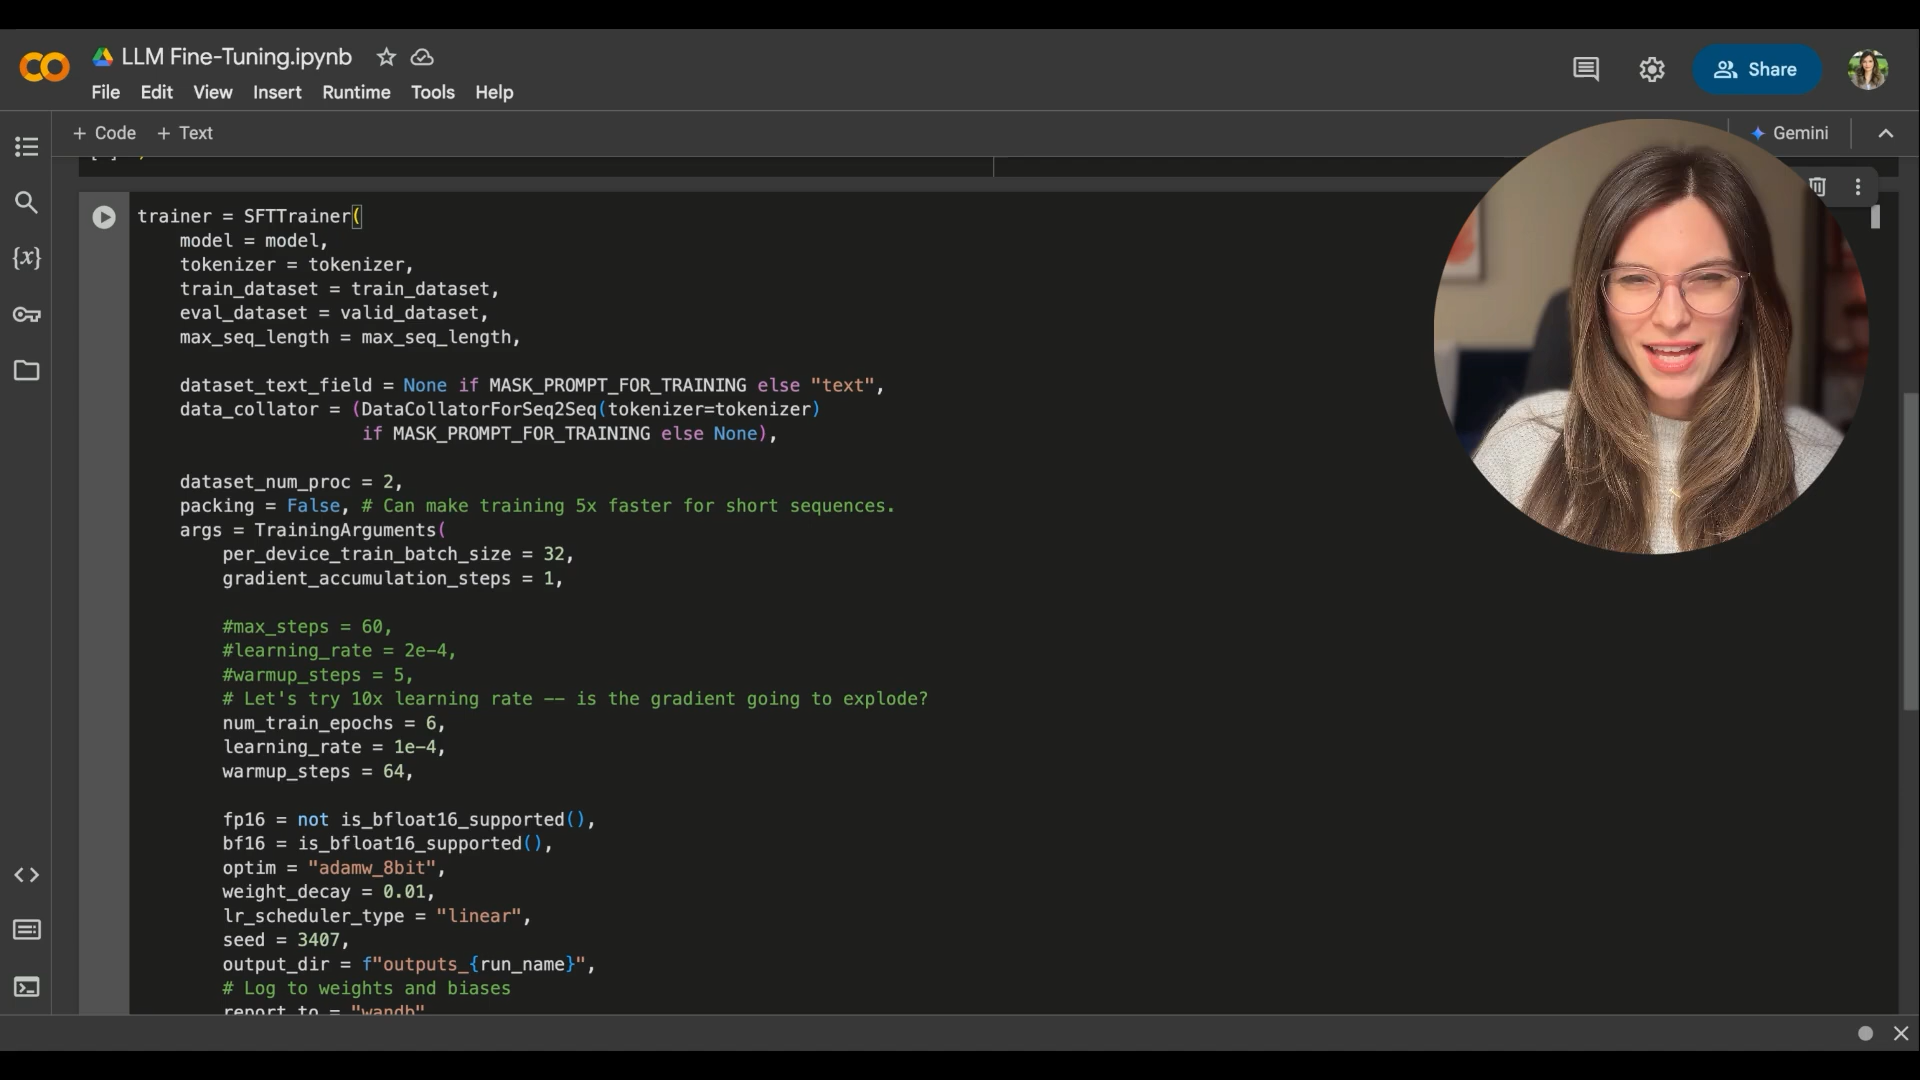 LLM Fine-Tuning.ipynb
File Edit View Insert Runtime Tools Help
Share
+ Code + Text
Gemini
trainer = SFTTrainer(
    model = model,
    tokenizer = tokenizer,
    train_dataset = train_dataset,
    eval_dataset = valid_dataset,
    max_seq_length = max_seq_length,
    dataset_text_field = None if MASK_PROMPT_FOR_TRAINING else "text",
    data_collator = (DataCollatorForSeq2Seq(tokenizer=tokenizer)
                     if MASK_PROMPT_FOR_TRAINING else None),
    dataset_num_proc = 2,
    packing = False, # Can make training 5x faster for short sequences.
    args = TrainingArguments(
        per_device_train_batch_size = 32,
        gradient_accumulation_steps = 1,
        #max_steps = 60,
        #learning_rate = 2e-4,
        #warmup_steps = 5,
        # Let's try 10x learning rate -- is the gradient going to explode?
        num_train_epochs = 6,
        learning_rate = 1e-4,
        warmup_steps = 64,
        fp16 = not is_bfloat16_supported(),
        bf16 = is_bfloat16_supported(),
        optim = "adamw_8bit",
        weight_decay = 0.01,
        lr_scheduler_type = "linear",
        seed = 3407,
        output_dir = f"outputs_{run_name}",
        # Log to weights and biases
        report_to = "wandb"